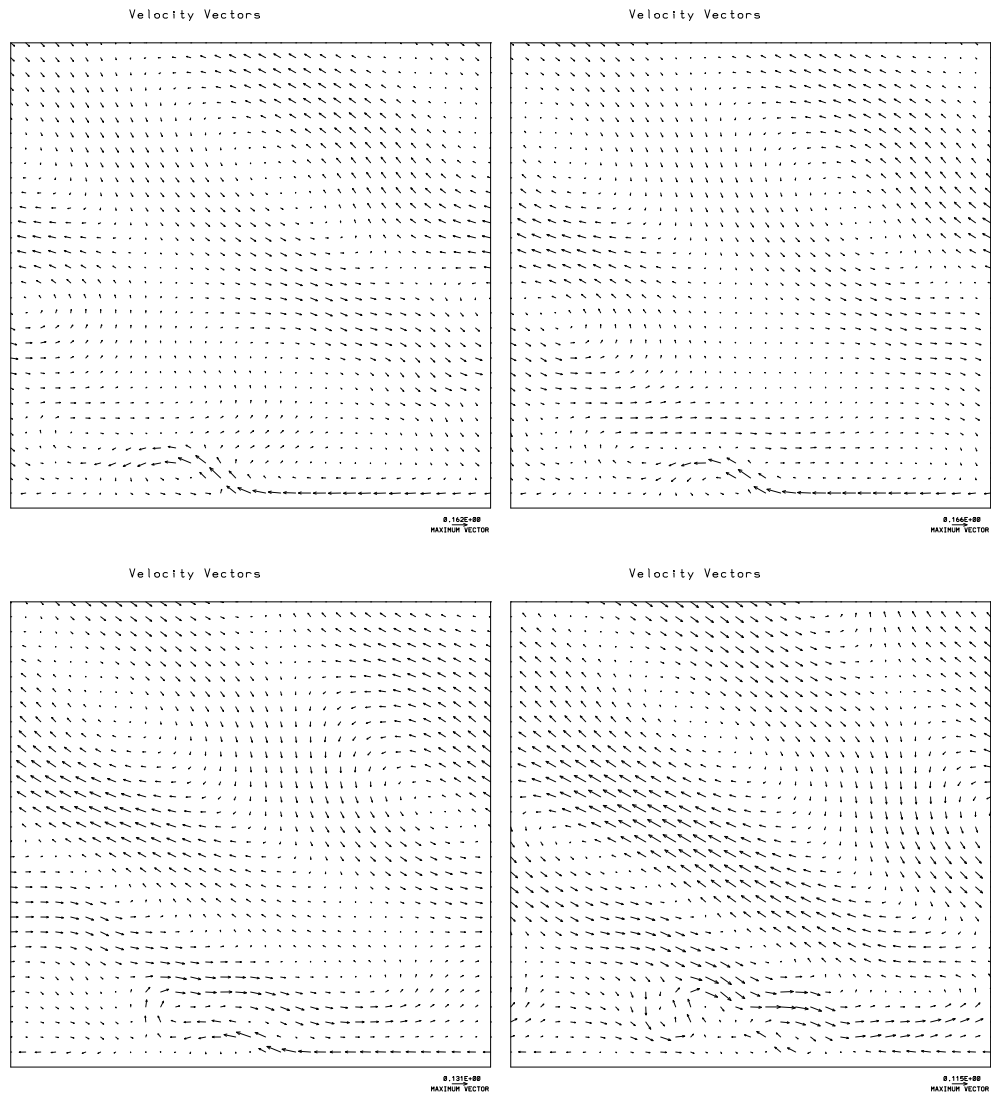 Velocity Vectors
Velocity Vectors
0.162E+00
MAXIMUM VECTOR
0.166E+00
MAXIMUM VECTOR
Velocity Vectors
Velocity Vectors
0.131E+00
MAXIMUM VECTOR
0.115E+00
MAXIMUM VECTOR